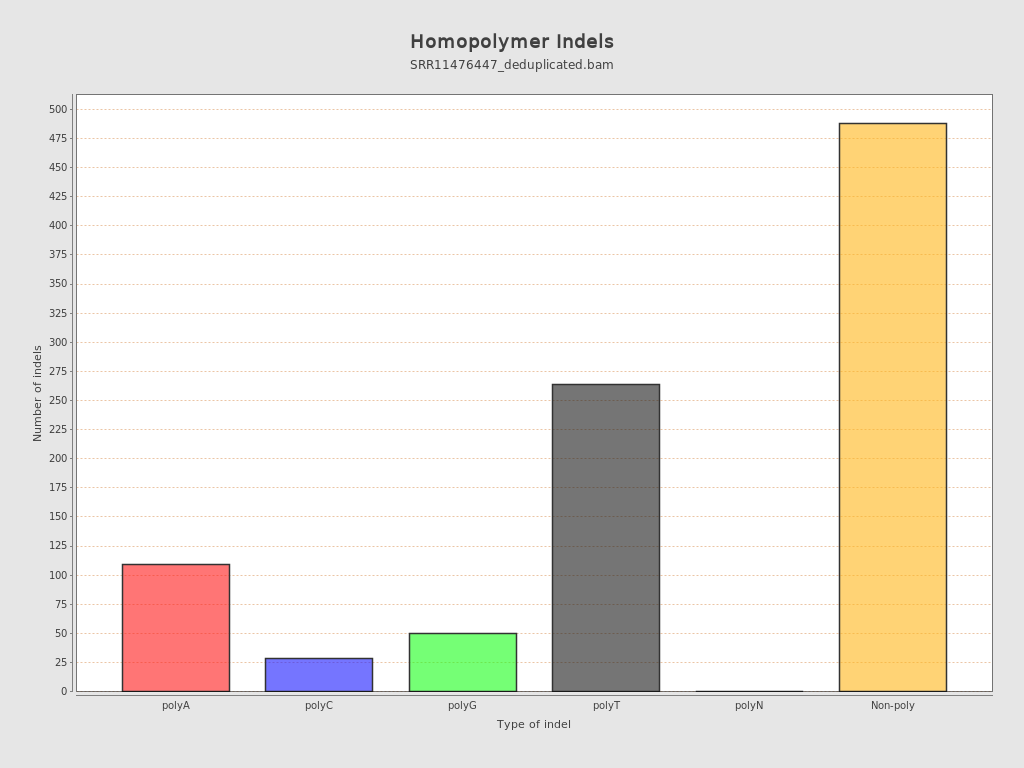 Homopolymer Indels
SRR11476447_deduplicated.bam
500
475
450
425
400
375
350
325
300
275
250
225
200
175
150
125
100
75
50
25
0
Number of indels
polyA
polyC
polyG
polyT
polyN
Non-poly
Type of indel